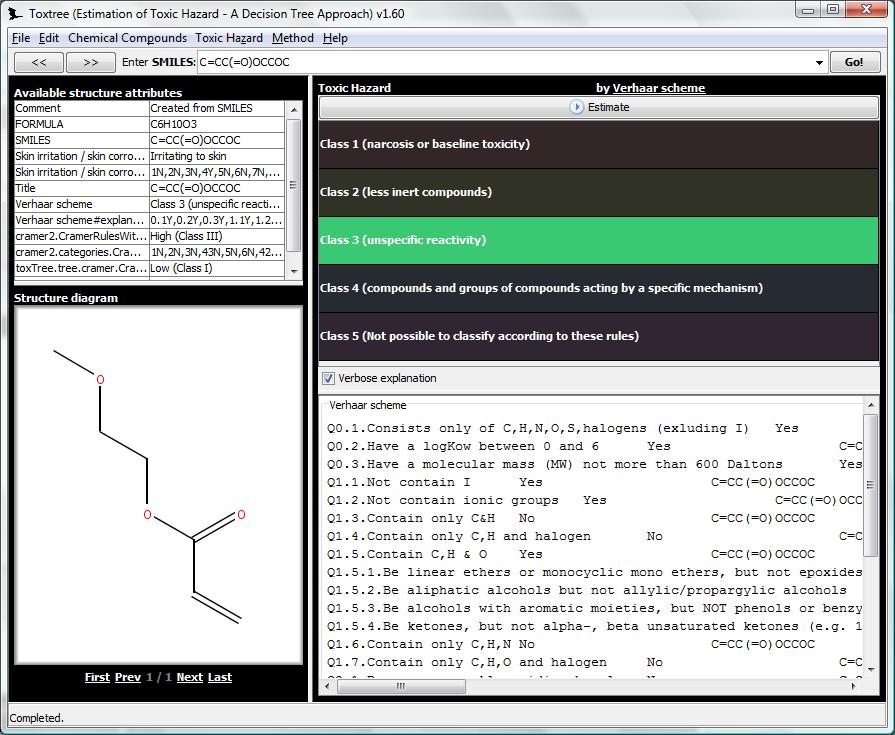 Toxtree (Estimation of Toxic Hazard - A Decision Tree Approach) v1.60
File Edit Chemical Compounds Toxic Hazard Method Help
<< >> Enter SMILES: C=CC(=O)OCCOC Go!
Available structure attributes
Comment Created from SMILES
FORMULA C6H10O3
SMILES C=CC(=O)OCCOC
Skin irritation / skin corro... Irritating to skin
Skin irritation / skin corro... 1N,2N,3N,4Y,5N,6N,7N,...
Title C=CC(=O)OCCOC
Verhaar scheme Class 3 (unspecific reacti...
Verhaar scheme#explan... 0.1Y,0.2Y,0.3Y,1.1Y,1.2...
cramer2.CramerRulesWit... High (Class III)
cramer2.categories.Cra... 1N,2N,3N,43N,5N,6N,42...
toxTree.tree.cramer.Cra... Low (Class I)
Structure diagram
O
O
O
First Prev 1 / 1 Next Last
Toxic Hazard by Verhaar scheme
Estimate
Class 1 (narcosis or baseline toxicity)
Class 2 (less inert compounds)
Class 3 (unspecific reactivity)
Class 4 (compounds and groups of compounds acting by a specific mechanism)
Class 5 (Not possible to classify according to these rules)
Verbose explanation
Verhaar scheme
Q0.1.Consists only of C,H,N,O,S,halogens (exluding I) Yes
Q0.2.Have a logKow between 0 and 6 Yes C=C
Q0.3.Have a molecular mass (MW) not more than 600 Daltons Yes
Q1.1.Not contain I Yes C=CC(=O)OCCOC
Q1.2.Not contain ionic groups Yes C=CC(=O)OCC
Q1.3.Contain only C&H No C=CC(=O)OCCOC
Q1.4.Contain only C,H and halogen No C=C
Q1.5.Contain C,H & O Yes C=CC(=O)OCCOC
Q1.5.1.Be linear ethers or monocyclic mono ethers, but not epoxides
Q1.5.2.Be aliphatic alcohols but not allylic/propargylic alcohols
Q1.5.3.Be alcohols with aromatic moieties, but NOT phenols or benzy
Q1.5.4.Be ketones, but not alpha-, beta unsaturated ketones (e.g. 1
Q1.6.Contain only C,H,N No C=CC(=O)OCCOC
Q1.7.Contain only C,H,O and halogen No C=C
Completed.